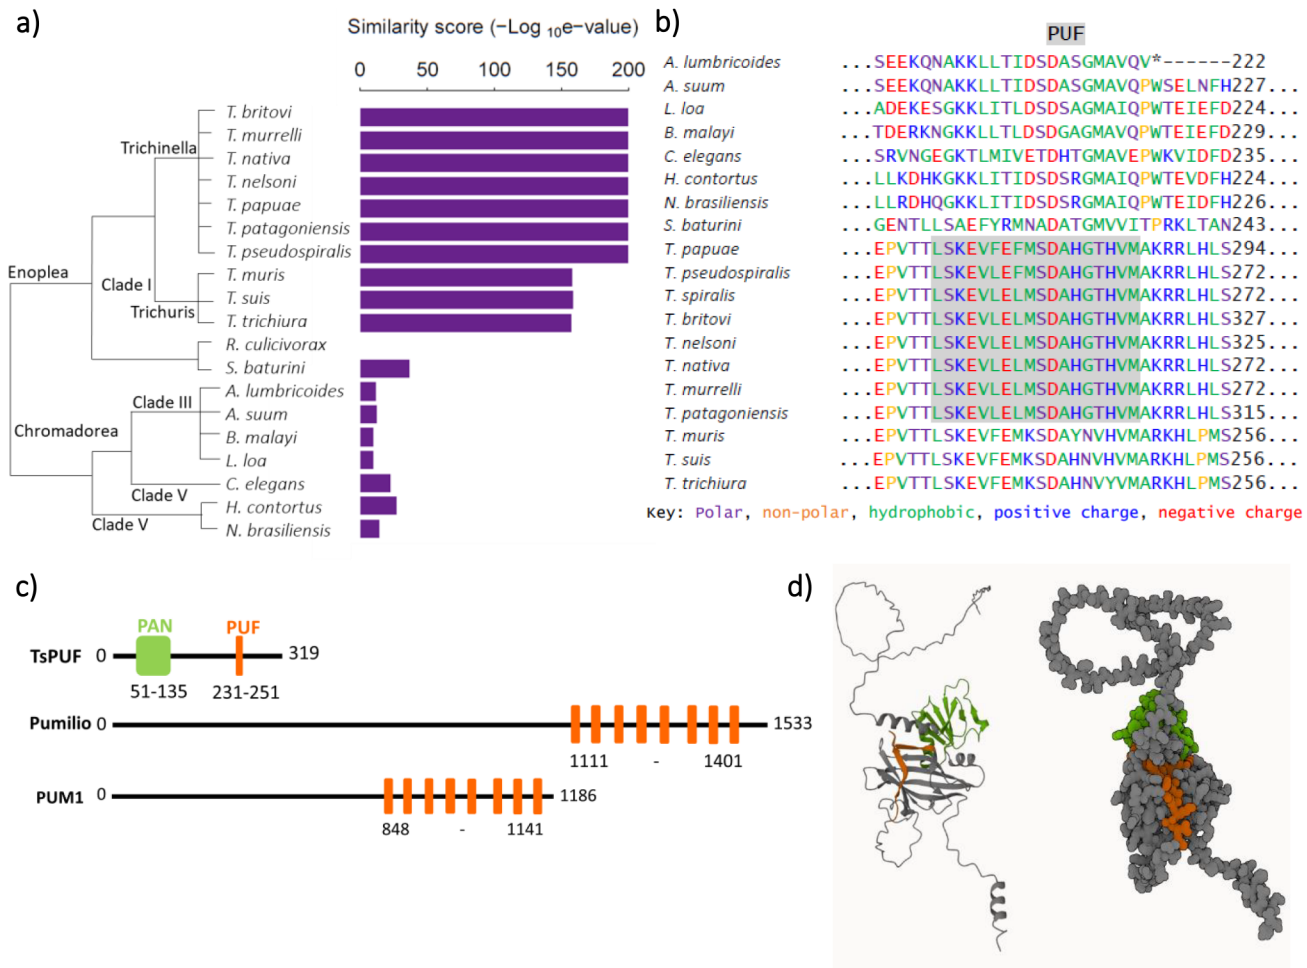 a)
Similarity score (−Log 10e−value)
0 50 100 150 200
T. britovi
T. murrelli
Trichinella
T. nativa
T. nelsoni
T. papuae
T. patagoniensis
T. pseudospiralis
Enoplea
T. muris
Clade I
T. suis
Trichuris
T. trichiura
R. culicivorax
S. baturini
A. lumbricoides
Clade III
A. suum
Chromadorea
B. malayi
L. loa
C. elegans
Clade V
H. contortus
Clade V
N. brasiliensis
b)
PUF
A. lumbricoides ...SEEKQNAKKLLTIDSDASGMAVQV*------222
A. suum ...SEEKQNAKKLLTIDSDASGMAVQPWSELNFH227...
L. loa ...ADEKESGKKLITLDSDSAGMAIQPWTEIEFD224...
B. malayi ...TDERKNGKKLLTLDSDGAGMAVQPWTEIEFD229...
C. elegans ...SRVNGEGKTLMIVETDHTGMAVEPWKVIDFD235...
H. contortus ...LLKDHKGKKLITIDSDSRGMAIQPWTEVDFH224...
N. brasiliensis ...LLRDHQGKKLITIDSDSRGMAIQPWTEIDFH226...
S. baturini ...GENTLLSAEFYRMNADATGMVVITPRKLTAN243...
T. papuae ...EPVTTLSKEVFEFMSDAHGTHVMAKRRLHLS294...
T. pseudospiralis ...EPVTTLSKEVLEFMSDAHGTHVMAKRRLHLS272...
T. spiralis ...EPVTTLSKEVLELMSDAHGTHVMAKRRLHLS272...
T. britovi ...EPVTTLSKEVLELMSDAHGTHVMAKRRLHLS327...
T. nelsoni ...EPVTTLSKEVLELMSDAHGTHVMAKRRLHLS325...
T. nativa ...EPVTTLSKEVLELMSDAHGTHVMAKRRLHLS272...
T. murrelli ...EPVTTLSKEVLELMSDAHGTHVMAKRRLHLS272...
T. patagoniensis ...EPVTTLSKEVLELMSDAHGTHVMAKRRLHLS315...
T. muris ...EPVTTLSKEVFEMKSDAYNVHVMARKHLPMS256...
T. suis ...EPVTTLSKEVFEMKSDAHNVHVMARKHLPMS256...
T. trichiura ...EPVTTLSKEVFEMKSDAHNVYVMARKHLPMS256...
Key: Polar, non-polar, hydrophobic, positive charge, negative charge
c)
PAN PUF
TsPUF 0 319
51-135 231-251
Pumilio 0 1533
1111 - 1401
PUM1 0 1186
848 - 1141
d)